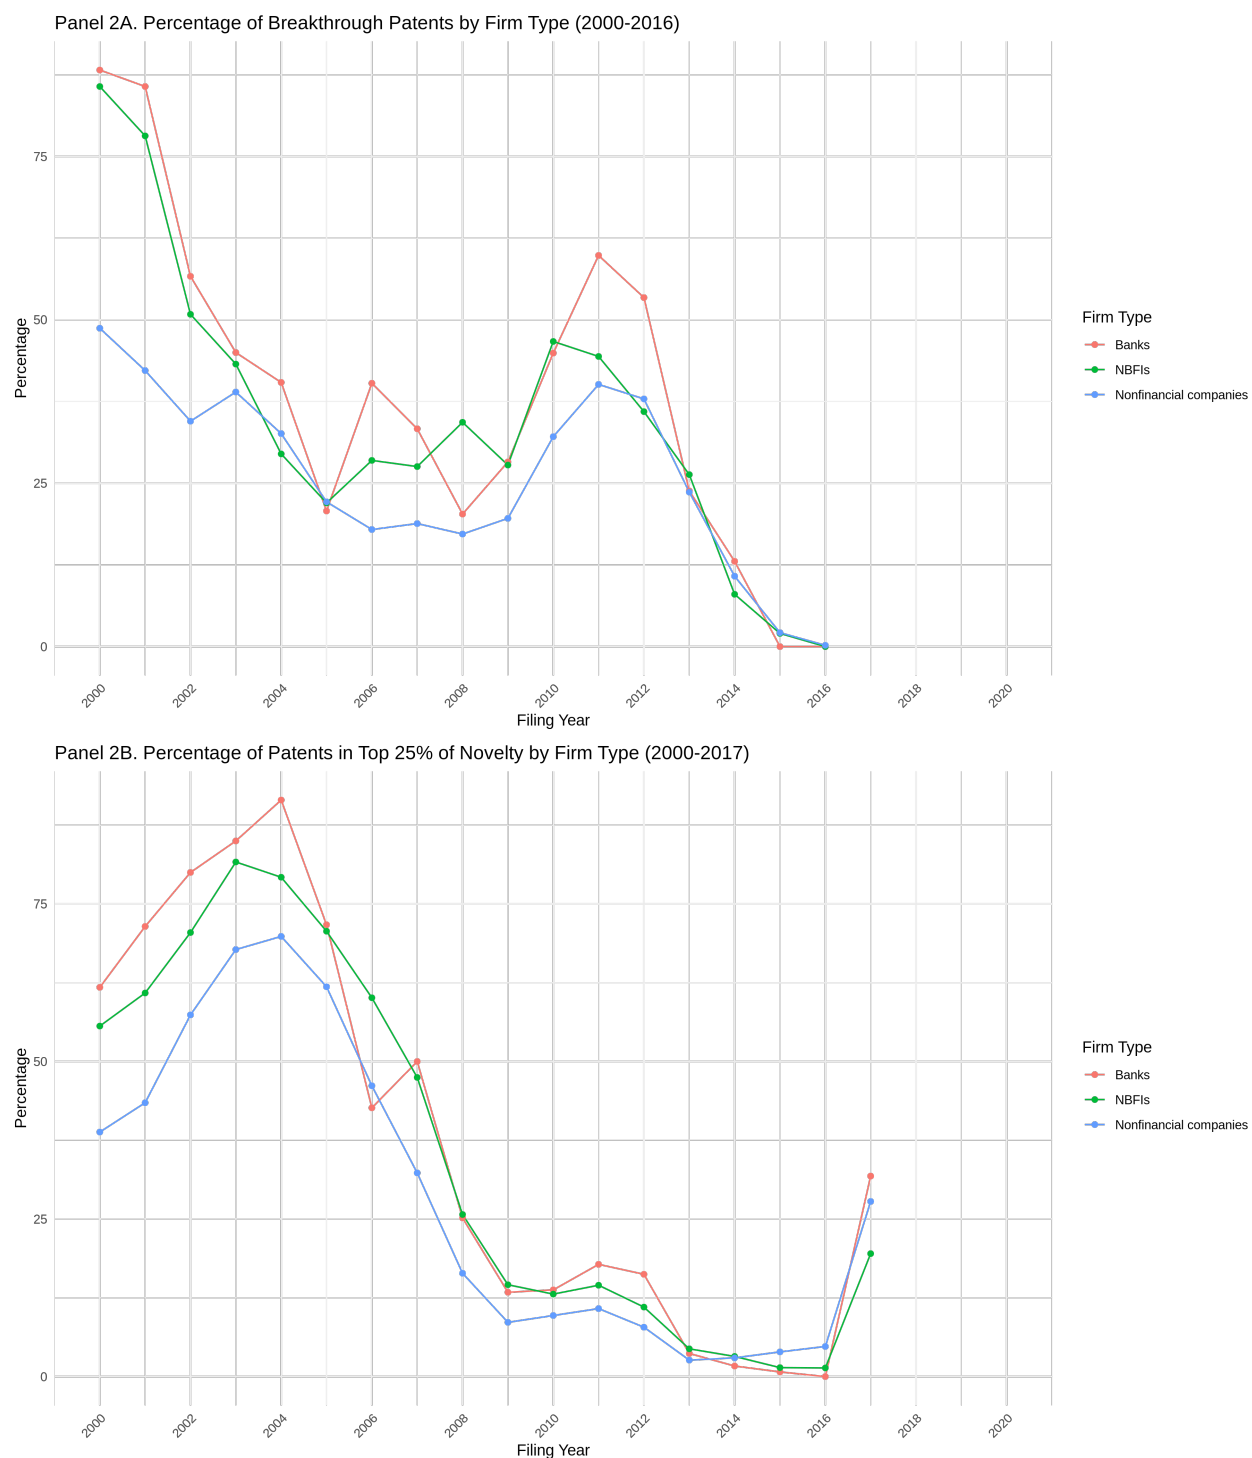 Panel 2A. Percentage of Breakthrough Patents by Firm Type (2000-2016)
75
50
25
0
Percentage
2000
2002
2004
2006
2008
2010
2012
2014
2016
2018
2020
Filing Year
Firm Type
Banks
NBFIs
Nonfinancial companies
Panel 2B. Percentage of Patents in Top 25% of Novelty by Firm Type (2000-2017)
75
50
25
0
Percentage
2000
2002
2004
2006
2008
2010
2012
2014
2016
2018
2020
Filing Year
Firm Type
Banks
NBFIs
Nonfinancial companies